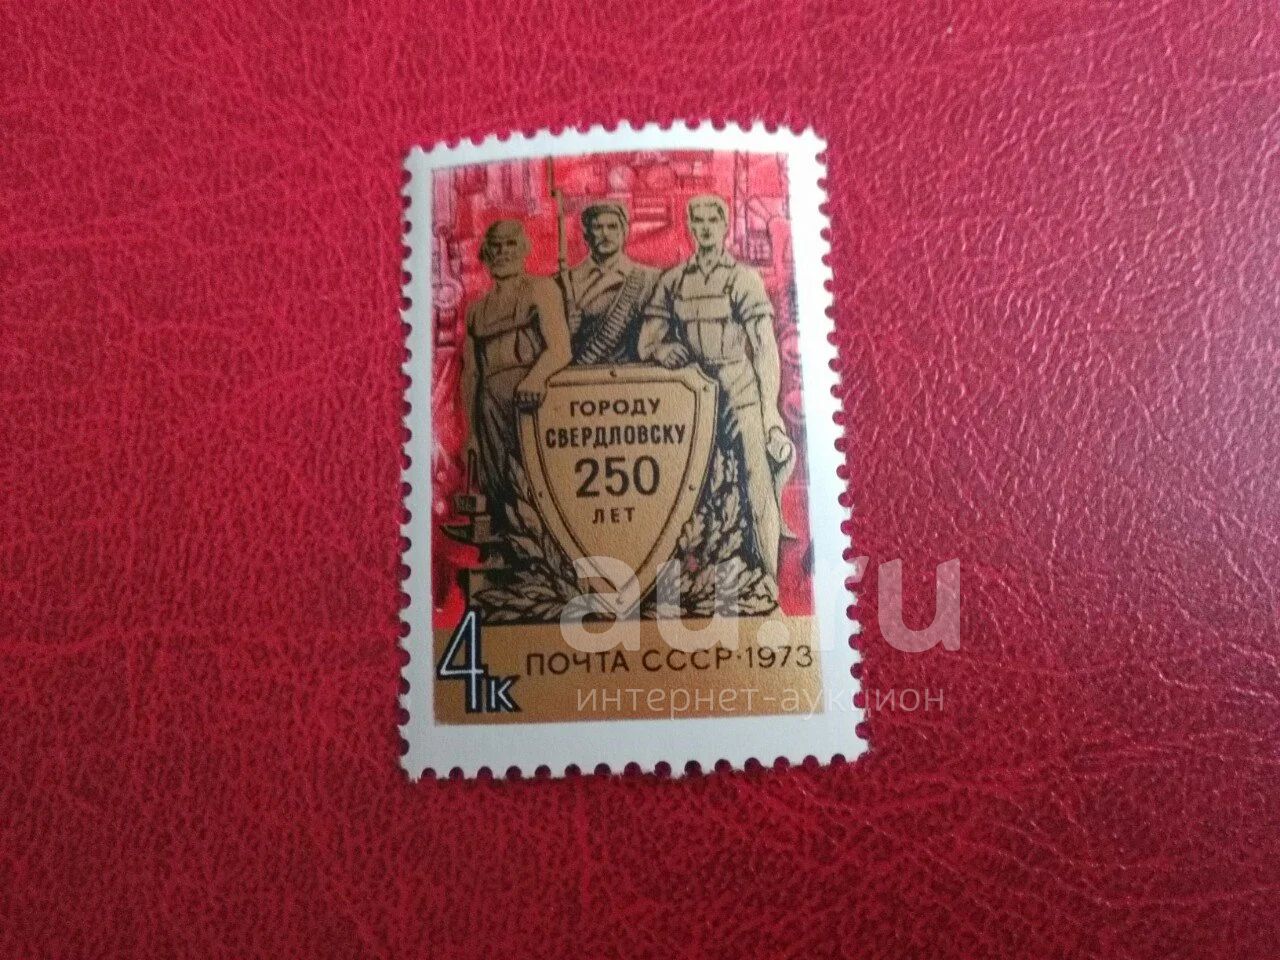 ГОРОДУ
СВЕРДЛОВСКУ
250
ЛЕТ
4к ПОЧТА СССР·1973
au.ru
интернет-аукцион